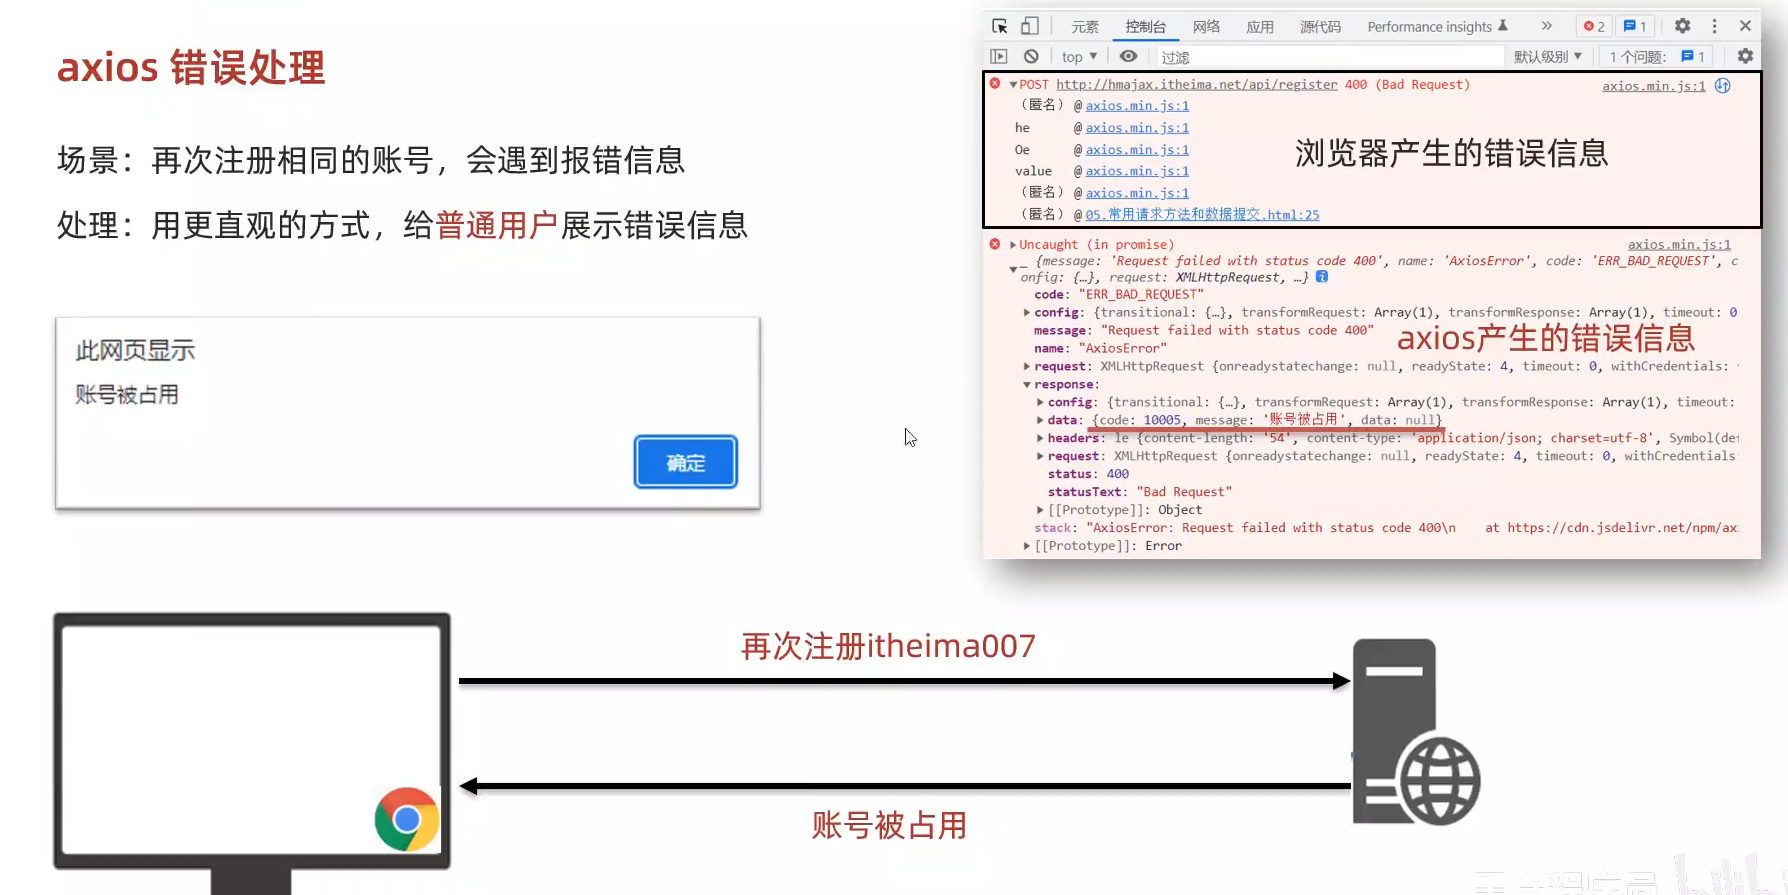 axios 错误处理
场景：再次注册相同的账号，会遇到报错信息
处理：用更直观的方式，给普通用户展示错误信息
此网页显示
账号被占用
确定
元素 控制台 网络 应用 源代码 Performance insights » 2 1
top ▼ 过滤 默认级别 ▼ 1 个问题： 1
▼POST http://hmajax.itheima.net/api/register 400 (Bad Request) axios.min.js:1
（匿名） @ axios.min.js:1
he @ axios.min.js:1
Oe @ axios.min.js:1
value @ axios.min.js:1
（匿名） @ axios.min.js:1
（匿名） @ 05.常用请求方法和数据提交.html:25
浏览器产生的错误信息
▶Uncaught (in promise) axios.min.js:1
▼_ {message: 'Request failed with status code 400', name: 'AxiosError', code: 'ERR_BAD_REQUEST', c
onfig: {…}, request: XMLHttpRequest, …}
code: "ERR_BAD_REQUEST"
▶config: {transitional: {…}, transformRequest: Array(1), transformResponse: Array(1), timeout: 0
message: "Request failed with status code 400"
name: "AxiosError"
axios产生的错误信息
▶request: XMLHttpRequest {onreadystatechange: null, readyState: 4, timeout: 0, withCredentials:
▼response:
▶config: {transitional: {…}, transformRequest: Array(1), transformResponse: Array(1), timeout:
▶data: {code: 10005, message: '账号被占用', data: null}
▶headers: le {content-length: '54', content-type: 'application/json; charset=utf-8', Symbol(def
▶request: XMLHttpRequest {onreadystatechange: null, readyState: 4, timeout: 0, withCredentials
status: 400
statusText: "Bad Request"
▶[[Prototype]]: Object
stack: "AxiosError: Request failed with status code 400\n    at https://cdn.jsdelivr.net/npm/ax
▶[[Prototype]]: Error
再次注册itheima007
账号被占用